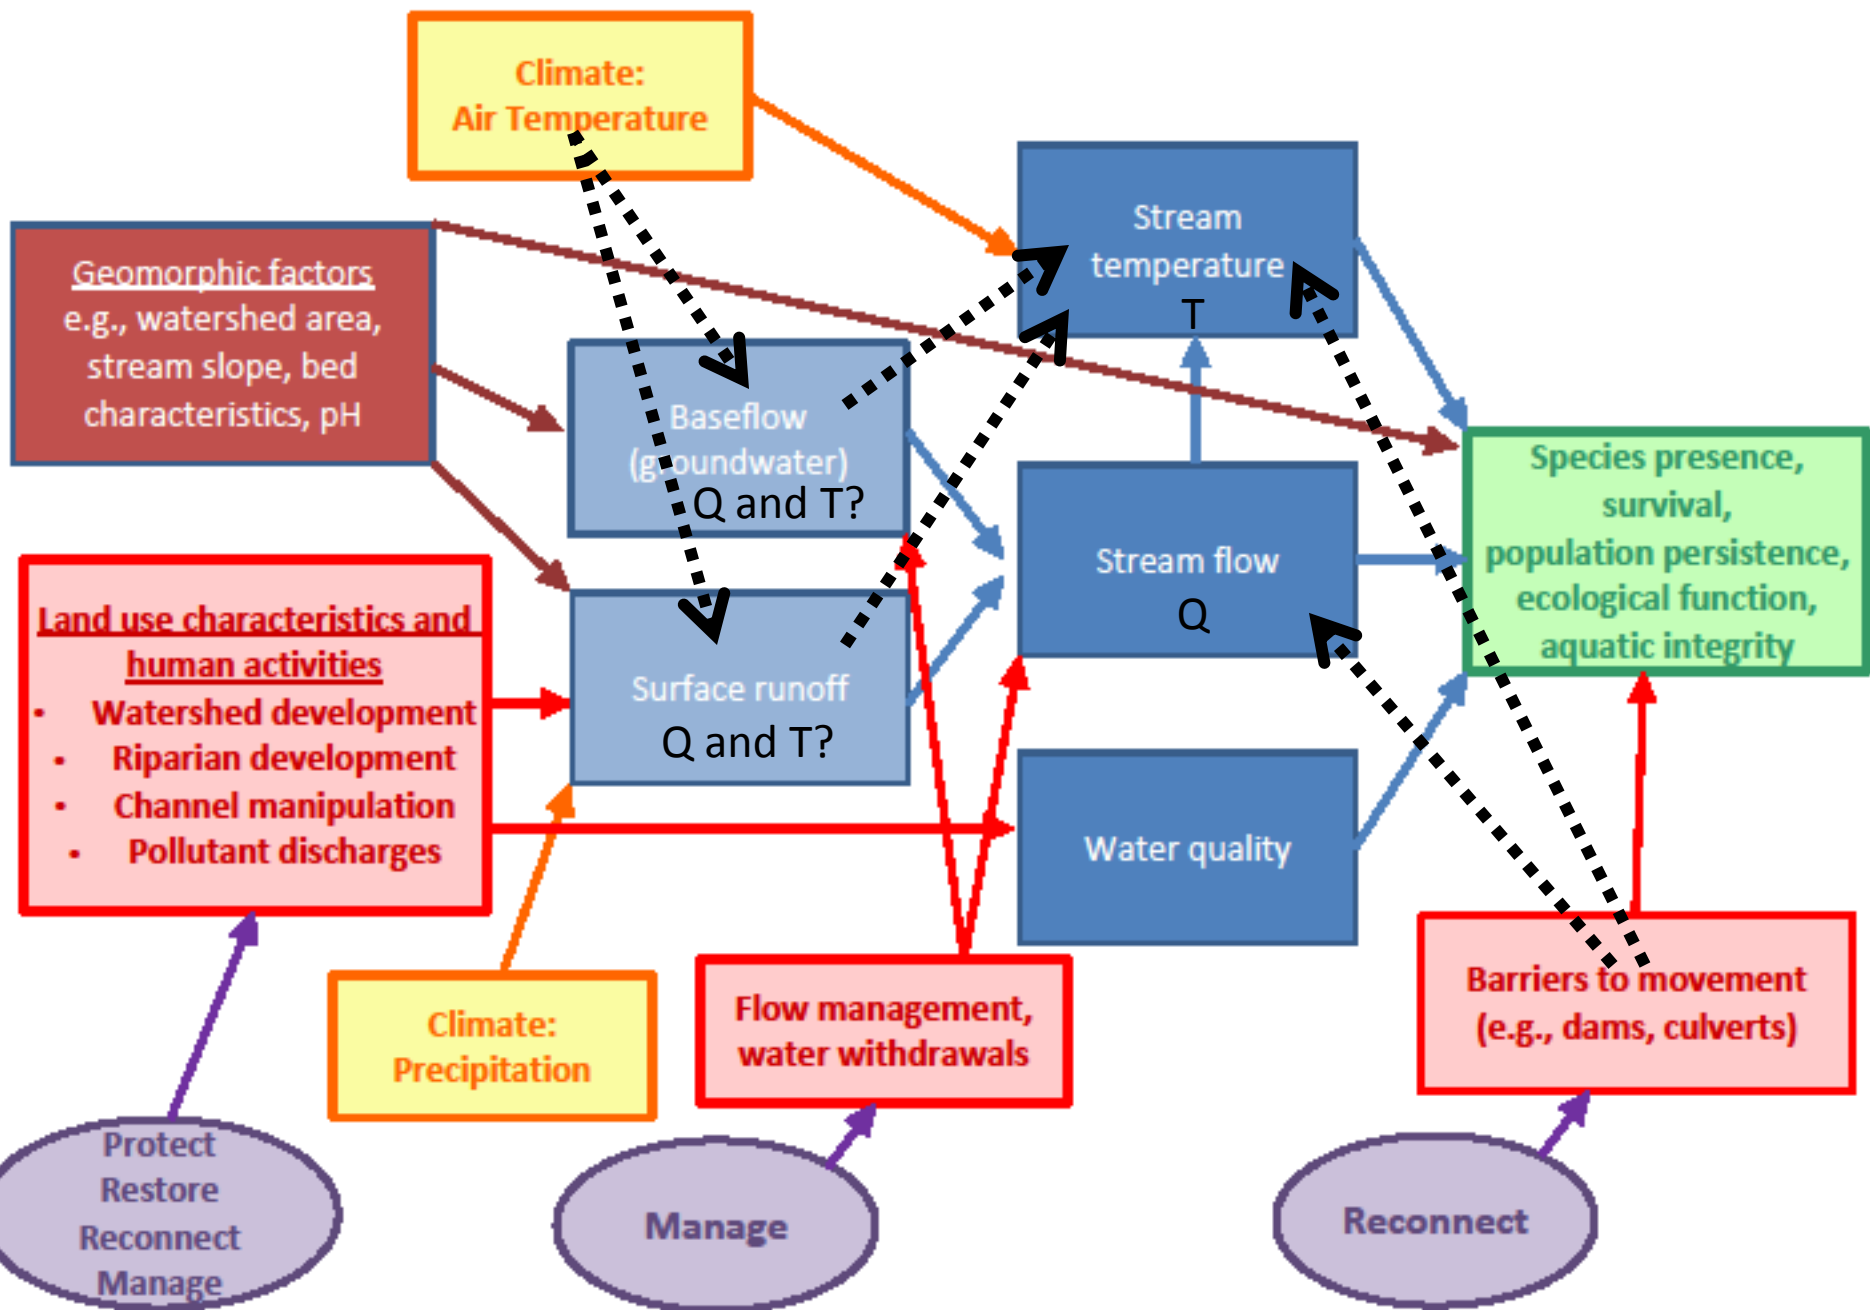 Climate:
Air Temperature
Stream
temperature
T
Geomorphic factors
e.g., watershed area,
stream slope, bed
characteristics, pH
Baseflow
(groundwater)
Q and T?
Species presence,
survival,
population persistence,
ecological function,
aquatic integrity
Stream flow
Q
Land use characteristics and
human activities
• Watershed development
• Riparian development
• Channel manipulation
• Pollutant discharges
Surface runoff
Q and T?
Water quality
Climate:
Precipitation
Flow management,
water withdrawals
Barriers to movement
(e.g., dams, culverts)
Protect
Restore
Reconnect
Manage
Manage
Reconnect